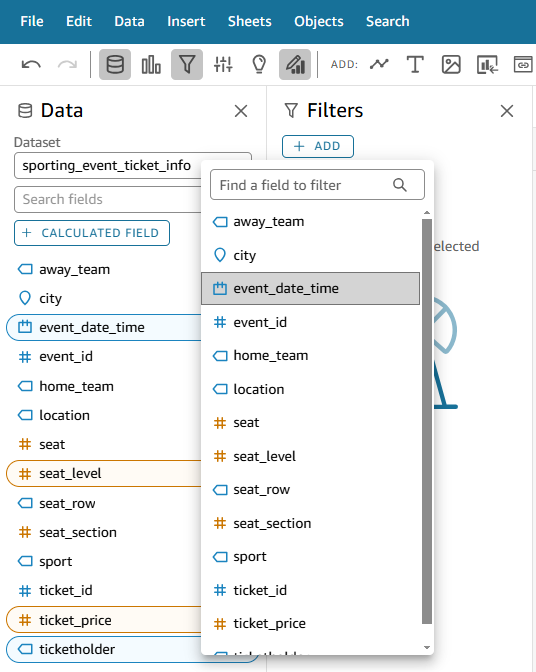 File Edit Data Insert Sheets Objects Search
ADD:
Data
Dataset
sporting_event_ticket_info
Search fields
CALCULATED FIELD
away_team
city
event_date_time
event_id
home_team
location
seat
seat_level
seat_row
seat_section
sport
ticket_id
ticket_price
ticketholder
Filters
ADD
Find a field to filter
away_team
city
event_date_time
event_id
home_team
location
seat
seat_level
seat_row
seat_section
sport
ticket_id
ticket_price
ticketholder
elected